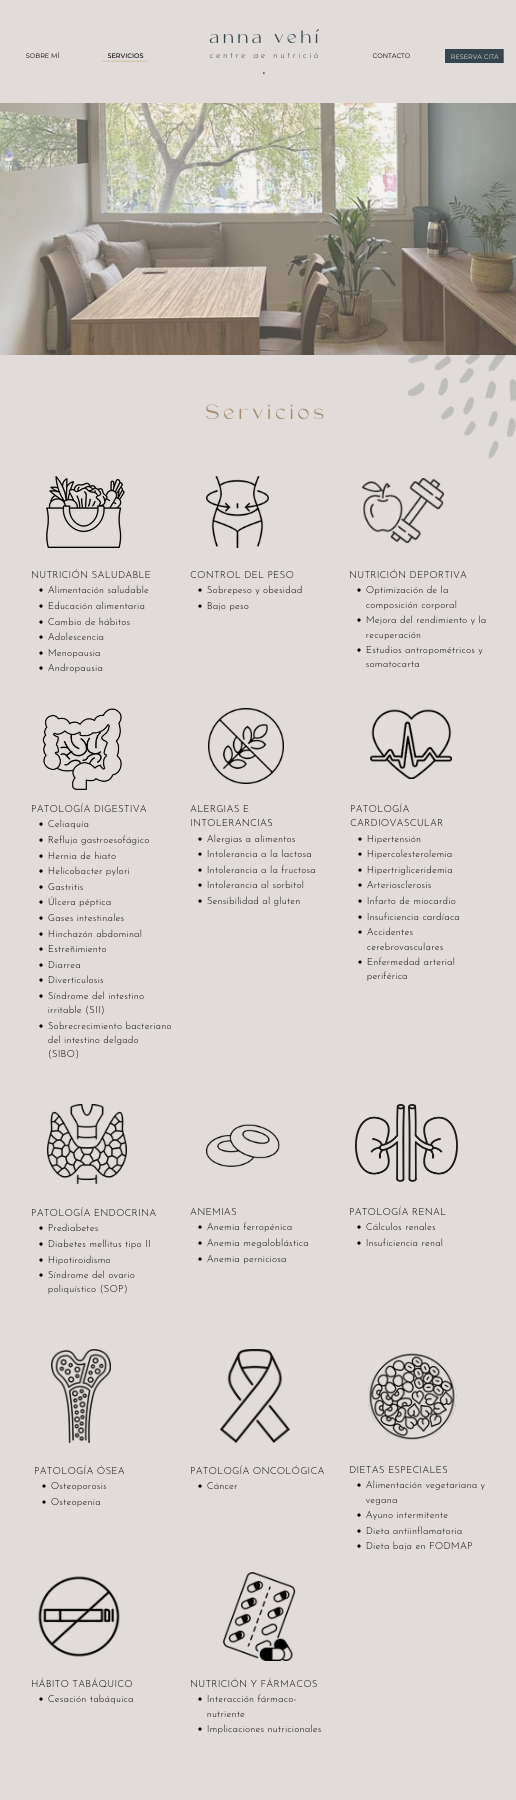 anna vehí
centre de nutrició
SOBRE MÍ
SERVICIOS
CONTACTO
RESERVA CITA
Servicios
NUTRICIÓN SALUDABLE
Alimentación saludable
Educación alimentaria
Cambio de hábitos
Adolescencia
Menopausia
Andropausia
CONTROL DEL PESO
Sobrepeso y obesidad
Bajo peso
NUTRICIÓN DEPORTIVA
Optimización de la
composición corporal
Mejora del rendimiento y la
recuperación
Estudios antropométricos y
somatocarta
PATOLOGÍA DIGESTIVA
Celiaquía
Reflujo gastroesofágico
Hernia de hiato
Helicobacter pylori
Gastritis
Úlcera péptica
Gases intestinales
Hinchazón abdominal
Estreñimiento
Diarrea
Diverticulosis
Síndrome del intestino
irritable (SII)
Sobrecrecimiento bacteriano
del intestino delgado
(SIBO)
ALERGIAS E
INTOLERANCIAS
Alergias a alimentos
Intolerancia a la lactosa
Intolerancia a la fructosa
Intolerancia al sorbitol
Sensibilidad al gluten
PATOLOGÍA
CARDIOVASCULAR
Hipertensión
Hipercolesterolemia
Hipertrigliceridemia
Arteriosclerosis
Infarto de miocardio
Insuficiencia cardíaca
Accidentes
cerebrovasculares
Enfermedad arterial
periférica
PATOLOGÍA ENDOCRINA
Prediabetes
Diabetes mellitus tipo II
Hipotiroidismo
Síndrome del ovario
poliquístico (SOP)
ANEMIAS
Anemia ferropénica
Anemia megaloblástica
Anemia perniciosa
PATOLOGÍA RENAL
Cálculos renales
Insuficiencia renal
PATOLOGÍA ÓSEA
Osteoporosis
Osteopenia
PATOLOGÍA ONCOLÓGICA
Cáncer
DIETAS ESPECIALES
Alimentación vegetariana y
vegana
Ayuno intermitente
Dieta antiinflamatoria
Dieta baja en FODMAP
HÁBITO TABÁQUICO
Cesación tabáquica
NUTRICIÓN Y FÁRMACOS
Interacción fármaco-
nutriente
Implicaciones nutricionales